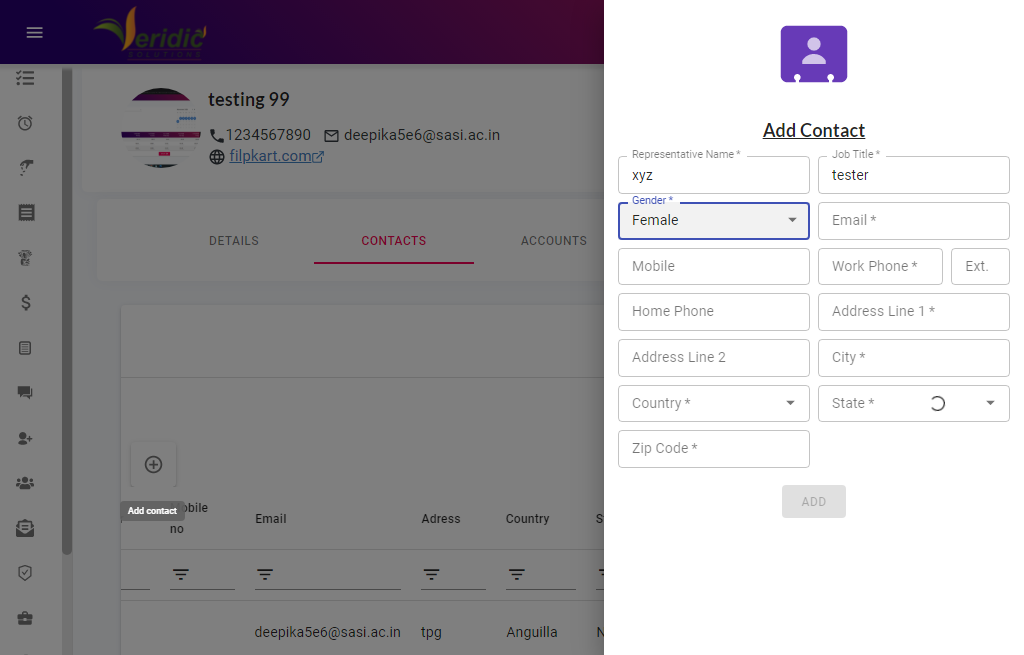 Veridic
SOLUTIONS
testing 99
1234567890 deepika5e6@sasi.ac.in
filpkart.com
DETAILS CONTACTS ACCOUNTS
Add contact
no
Email
Adress
Country
deepika5e6@sasi.ac.in tpg Anguilla N
Add Contact
Representative Name * Job Title *
xyz tester
Gender *
Female Email *
Mobile Work Phone * Ext.
Home Phone Address Line 1 *
Address Line 2 City *
Country * State *
Zip Code *
ADD